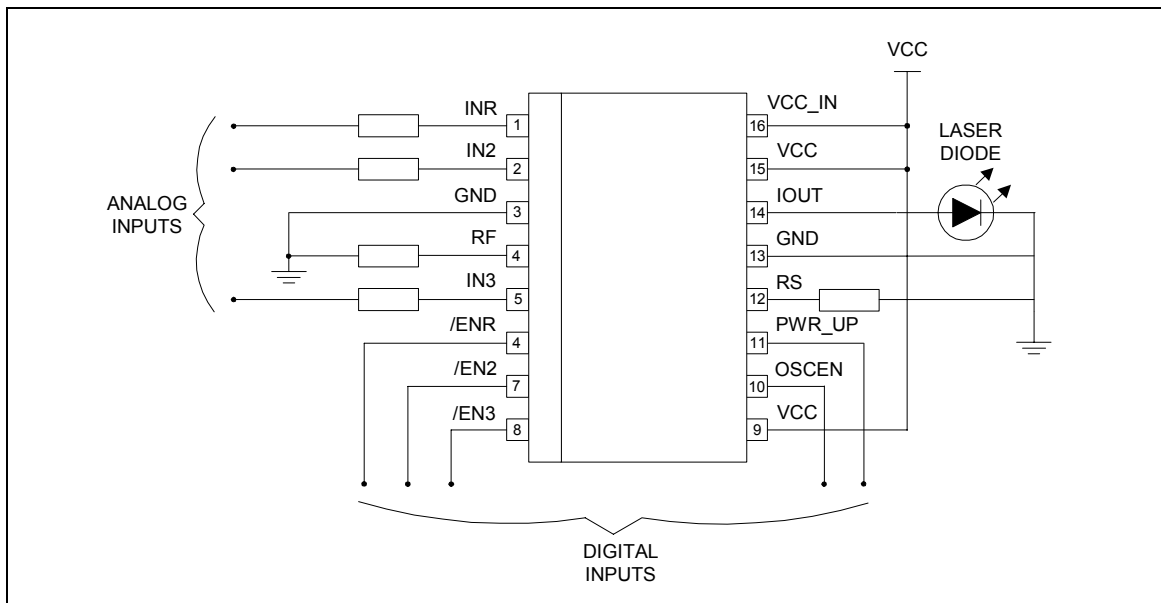 VCC
INR
1
IN2
2
GND
3
RF
4
IN3
5
/ENR
4
/EN2
7
/EN3
8
ANALOG
INPUTS
VCC_IN
16
VCC
15
IOUT
14
GND
13
RS
12
PWR_UP
11
OSCEN
10
VCC
9
LASER
DIODE
DIGITAL
INPUTS